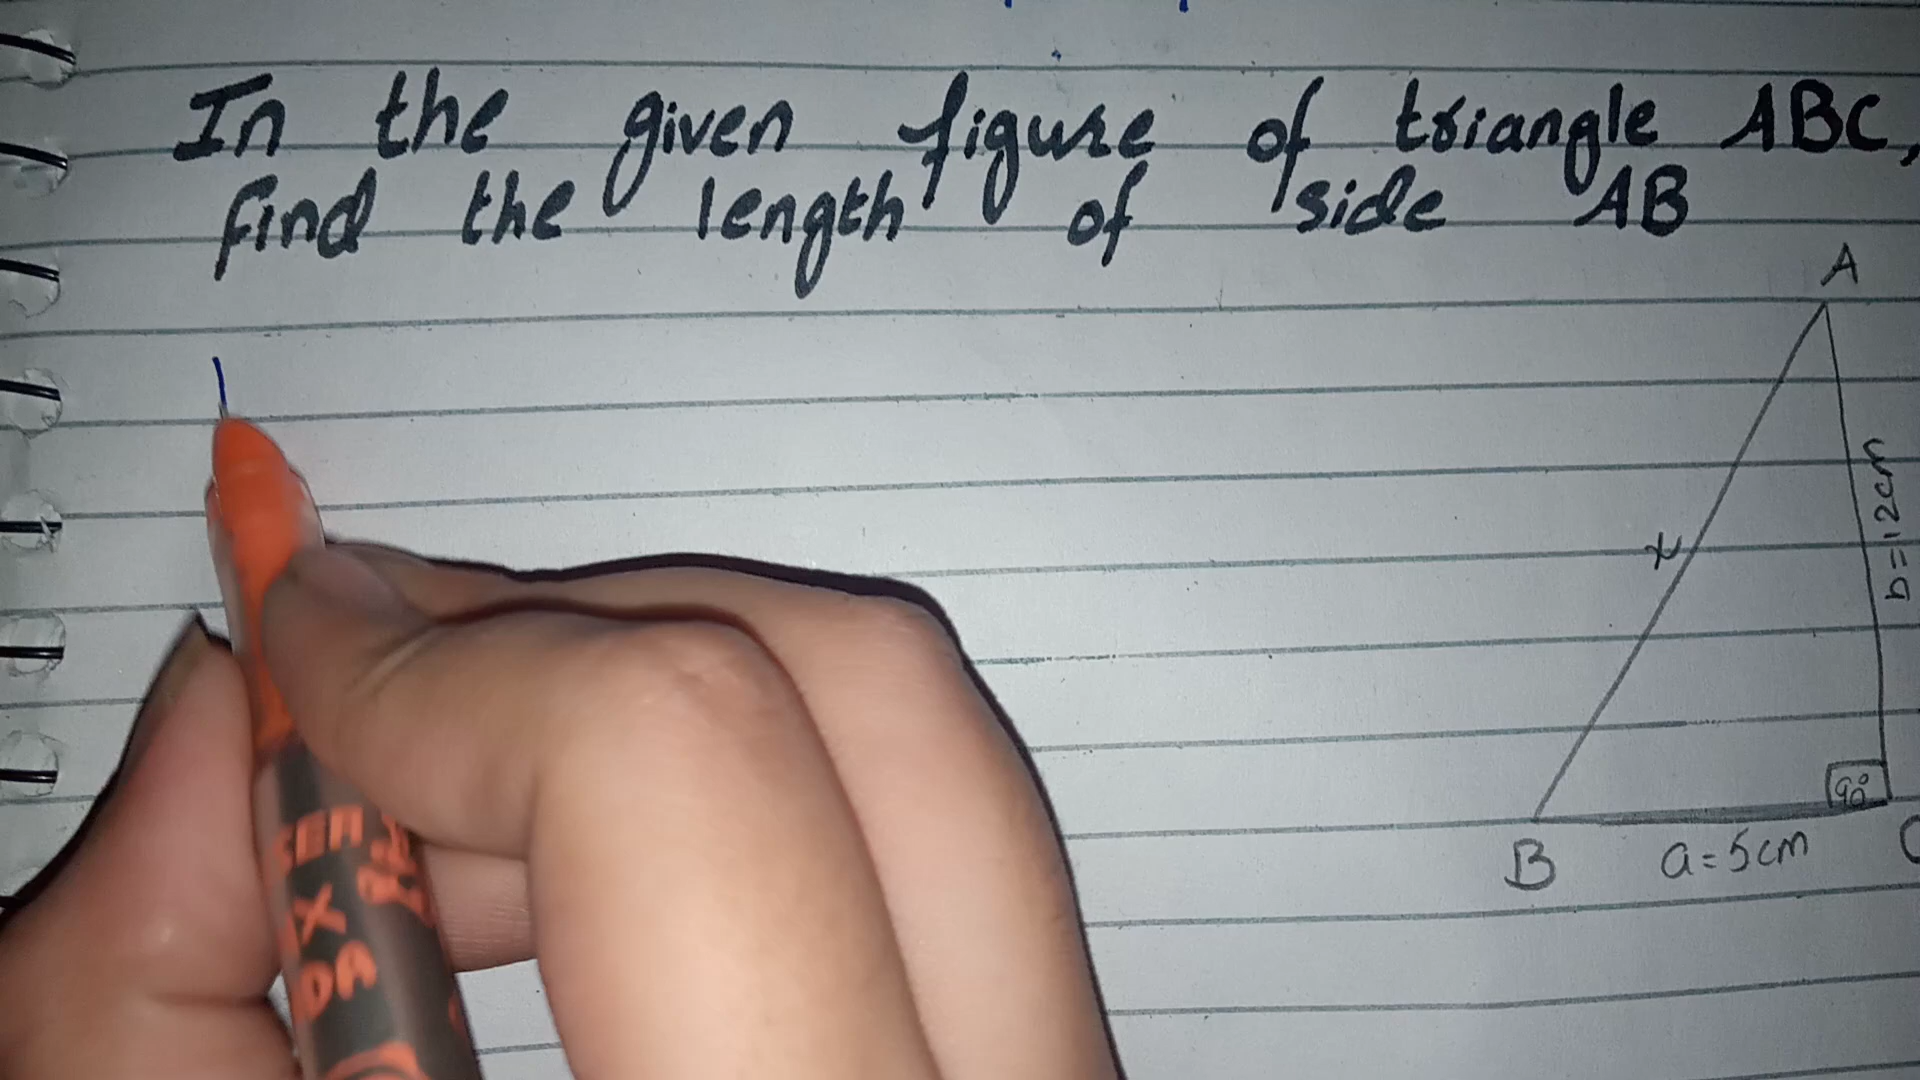 In the given figure of triangle ABC,
find the length of side AB
A
x
b=12cm
90°
B
a=5cm
C